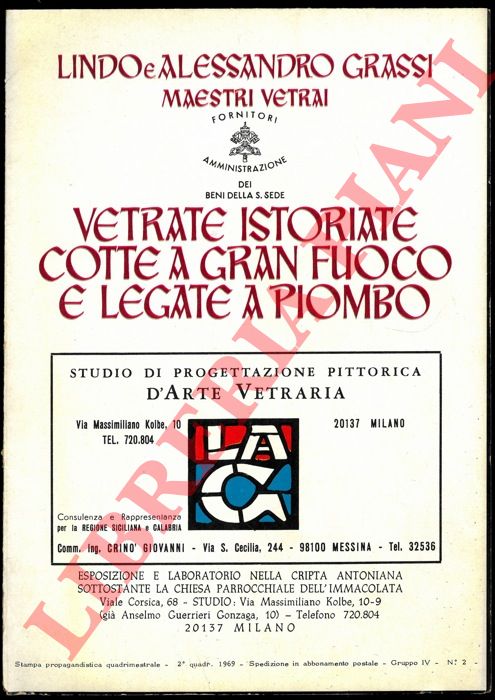 LINDO e ALESSANDRO GRASSI
MAESTRI VETRAI
FORNITORI
AMMINISTRAZIONE
DEI
BENI DELLA S. SEDE
VETRATE ISTORIATE
COTTE A GRAN FUOCO
E LEGATE A PIOMBO
STUDIO DI PROGETTAZIONE PITTORICA
D'ARTE VETRARIA
Via Massimiliano Kolbe, 10
TEL. 720.804
20137 MILANO
LAG
Consulenza e Rappresentanza
per la REGIONE SICILIANA e CALABRIA
Comm. Ing. CRINO' GIOVANNI - Via S. Cecilia, 244 - 98100 MESSINA - Tel. 32536
ESPOSIZIONE E LABORATORIO NELLA CRIPTA ANTONIANA
SOTTOSTANTE LA CHIESA PARROCCHIALE DELL'IMMACOLATA
Viale Corsica, 68 - STUDIO: Via Massimiliano Kolbe, 10-9
(già Anselmo Guerrieri Gonzaga, 10) - Telefono 720.804
20137 MILANO
Stampa propagandistica quadrimestrale - 2° quadr. 1969 - Spedizione in abbonamento postale - Gruppo IV - N.° 2 -
LIBRERIA PIANI